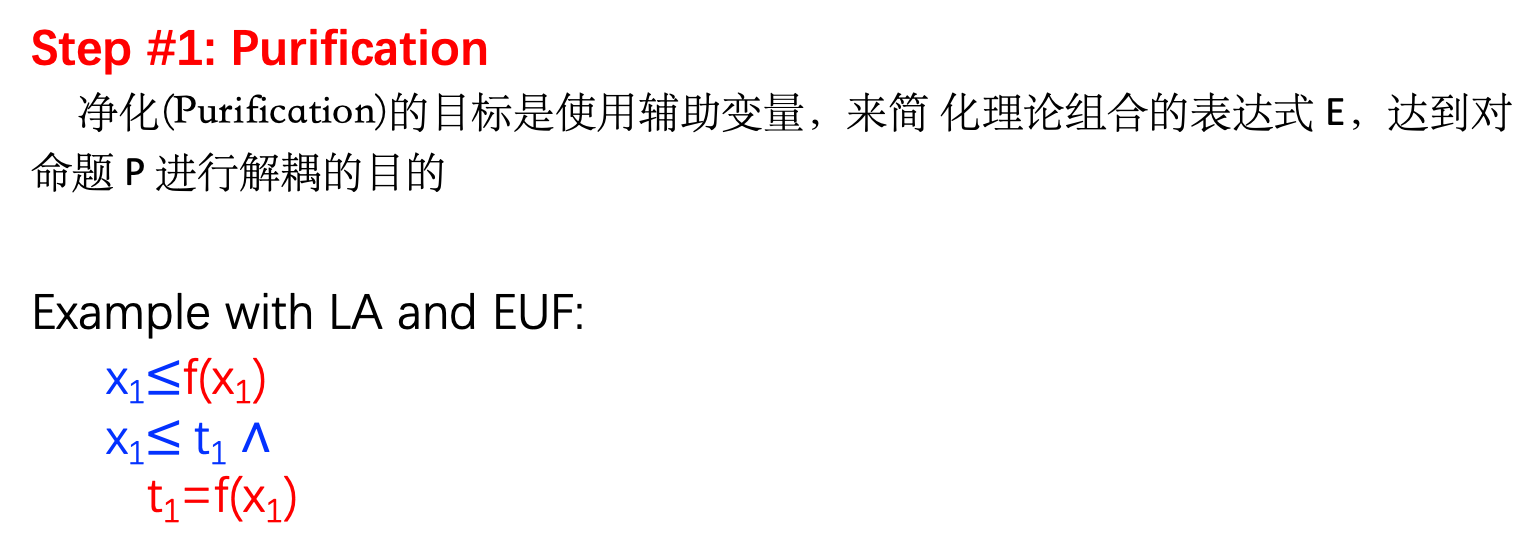 Step #1: Purification
净化(Purification)的目标是使用辅助变量，来简 化理论组合的表达式 E，达到对
命题 P 进行解耦的目的
Example with LA and EUF:
x₁≤f(x₁)
x₁≤ t₁ ∧
t₁=f(x₁)